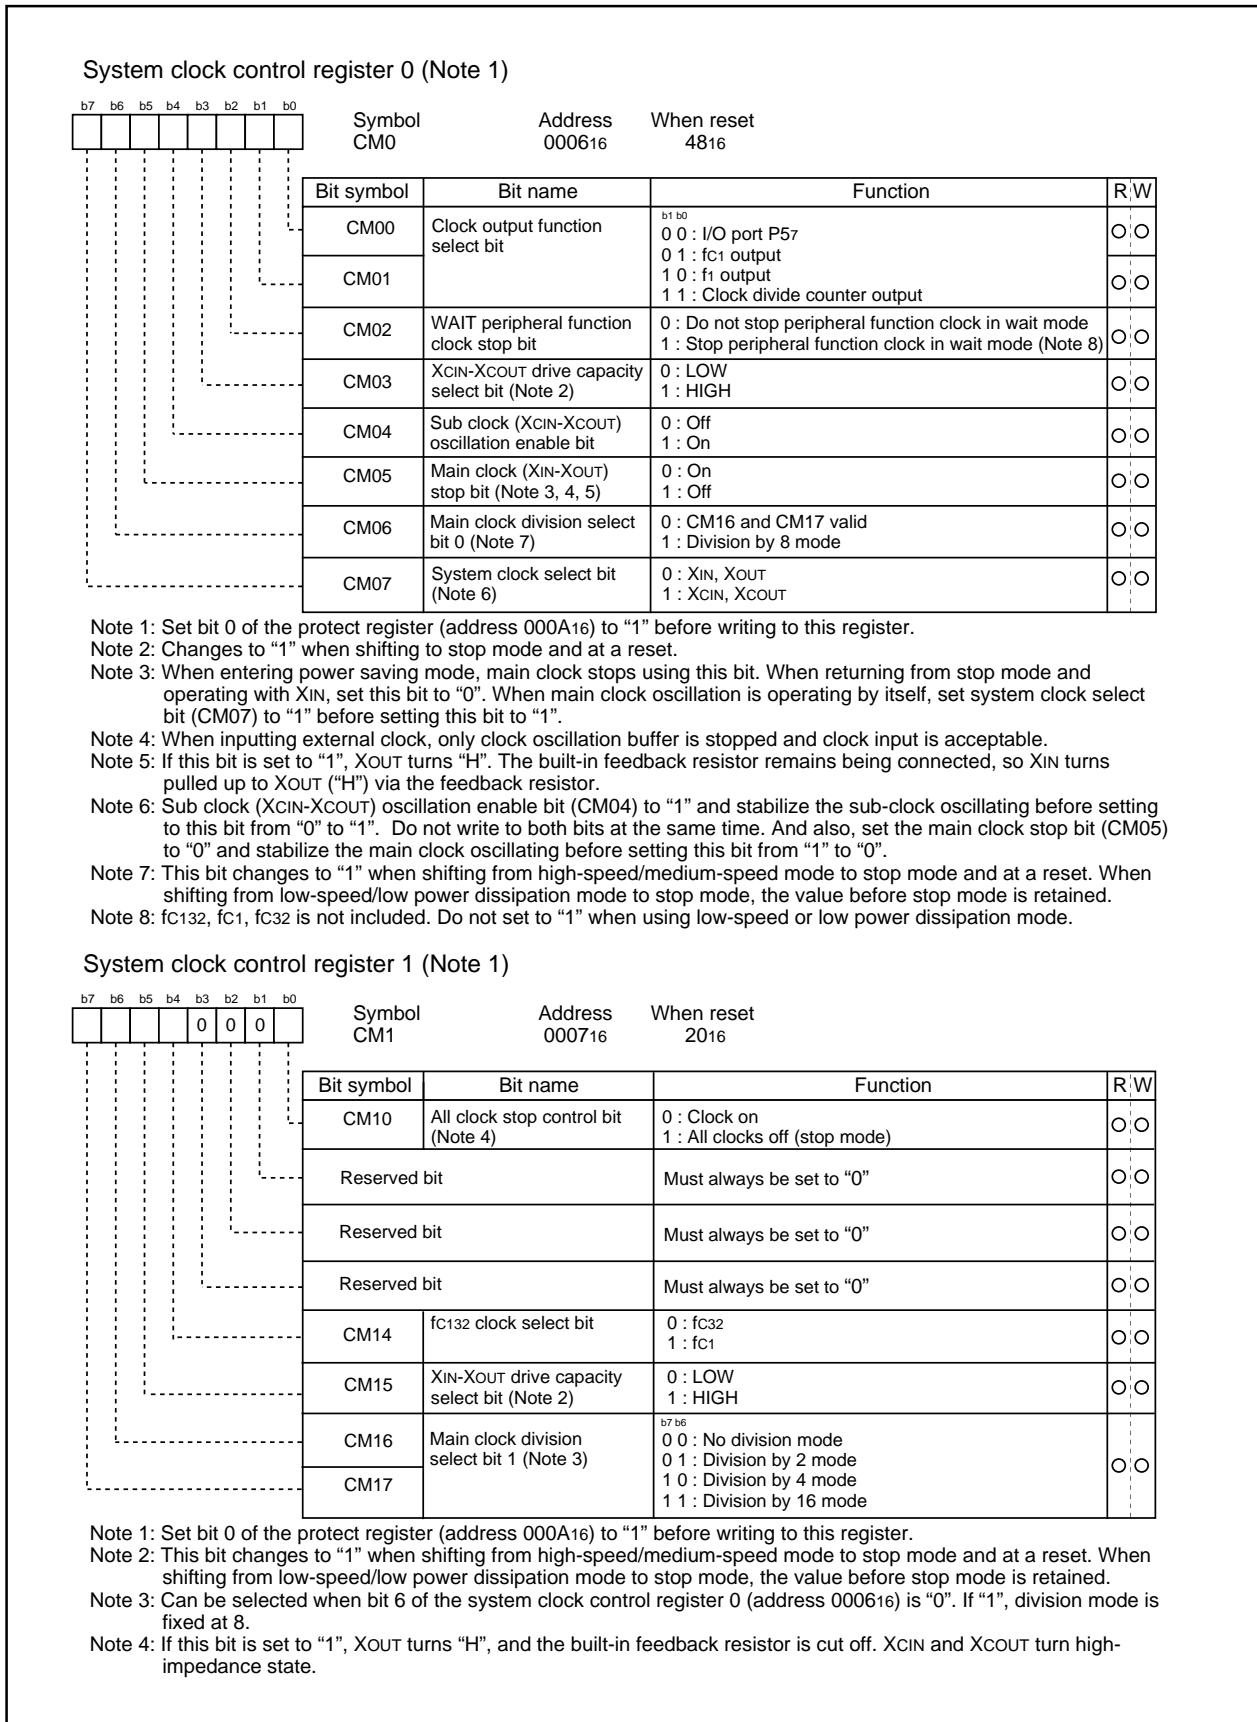 System clock control register 0 (Note 1)
b7 b6 b5 b4 b3 b2 b1 b0
Symbol Address When reset
CM0 000616 4816
Bit symbol Bit name Function R W
CM00 Clock output function select bit
b1 b0
0 0 : I/O port P57
0 1 : fC1 output
CM01 1 0 : f1 output
1 1 : Clock divide counter output
CM02 WAIT peripheral function clock stop bit
0 : Do not stop peripheral function clock in wait mode
1 : Stop peripheral function clock in wait mode (Note 8)
CM03 XCIN-XCOUT drive capacity select bit (Note 2)
0 : LOW
1 : HIGH
CM04 Sub clock (XCIN-XCOUT) oscillation enable bit
0 : Off
1 : On
CM05 Main clock (XIN-XOUT) stop bit (Note 3, 4, 5)
0 : On
1 : Off
CM06 Main clock division select bit 0 (Note 7)
0 : CM16 and CM17 valid
1 : Division by 8 mode
CM07 System clock select bit (Note 6)
0 : XIN, XOUT
1 : XCIN, XCOUT
Note 1: Set bit 0 of the protect register (address 000A16) to “1” before writing to this register.
Note 2: Changes to “1” when shifting to stop mode and at a reset.
Note 3: When entering power saving mode, main clock stops using this bit. When returning from stop mode and
operating with XIN, set this bit to “0”. When main clock oscillation is operating by itself, set system clock select
bit (CM07) to “1” before setting this bit to “1”.
Note 4: When inputting external clock, only clock oscillation buffer is stopped and clock input is acceptable.
Note 5: If this bit is set to “1”, XOUT turns “H”. The built-in feedback resistor remains being connected, so XIN turns
pulled up to XOUT (“H”) via the feedback resistor.
Note 6: Sub clock (XCIN-XCOUT) oscillation enable bit (CM04) to “1” and stabilize the sub-clock oscillating before setting
to this bit from “0” to “1”. Do not write to both bits at the same time. And also, set the main clock stop bit (CM05)
to “0” and stabilize the main clock oscillating before setting this bit from “1” to “0”.
Note 7: This bit changes to “1” when shifting from high-speed/medium-speed mode to stop mode and at a reset. When
shifting from low-speed/low power dissipation mode to stop mode, the value before stop mode is retained.
Note 8: fC132, fC1, fC32 is not included. Do not set to “1” when using low-speed or low power dissipation mode.
System clock control register 1 (Note 1)
b7 b6 b5 b4 b3 b2 b1 b0
0 0 0
Symbol Address When reset
CM1 000716 2016
Bit symbol Bit name Function R W
CM10 All clock stop control bit (Note 4)
0 : Clock on
1 : All clocks off (stop mode)
Reserved bit Must always be set to “0”
Reserved bit Must always be set to “0”
Reserved bit Must always be set to “0”
CM14 fC132 clock select bit
0 : fC32
1 : fC1
CM15 XIN-XOUT drive capacity select bit (Note 2)
0 : LOW
1 : HIGH
CM16 Main clock division select bit 1 (Note 3)
b7 b6
0 0 : No division mode
0 1 : Division by 2 mode
CM17 1 0 : Division by 4 mode
1 1 : Division by 16 mode
Note 1: Set bit 0 of the protect register (address 000A16) to “1” before writing to this register.
Note 2: This bit changes to “1” when shifting from high-speed/medium-speed mode to stop mode and at a reset. When
shifting from low-speed/low power dissipation mode to stop mode, the value before stop mode is retained.
Note 3: Can be selected when bit 6 of the system clock control register 0 (address 000616) is “0”. If “1”, division mode is
fixed at 8.
Note 4: If this bit is set to “1”, XOUT turns “H”, and the built-in feedback resistor is cut off. XCIN and XCOUT turn high-
impedance state.